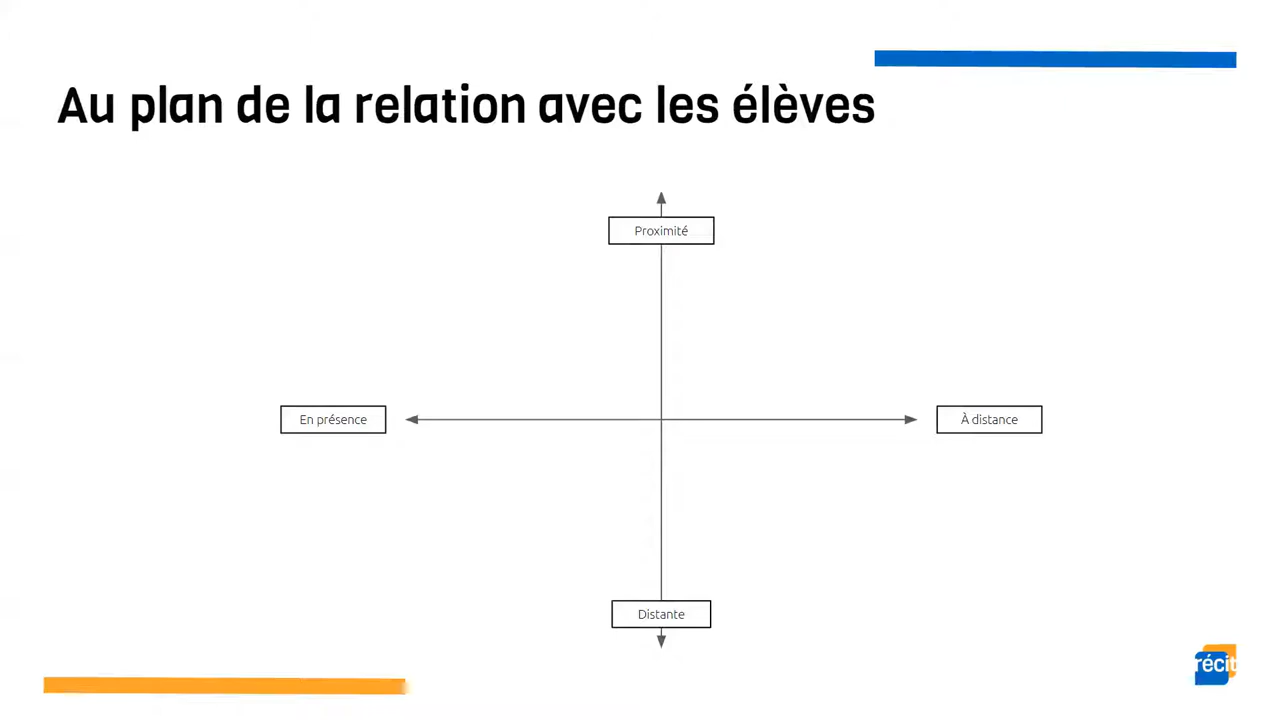 Au plan de la relation avec les élèves
Proximité
En présence
À distance
Distante
récit